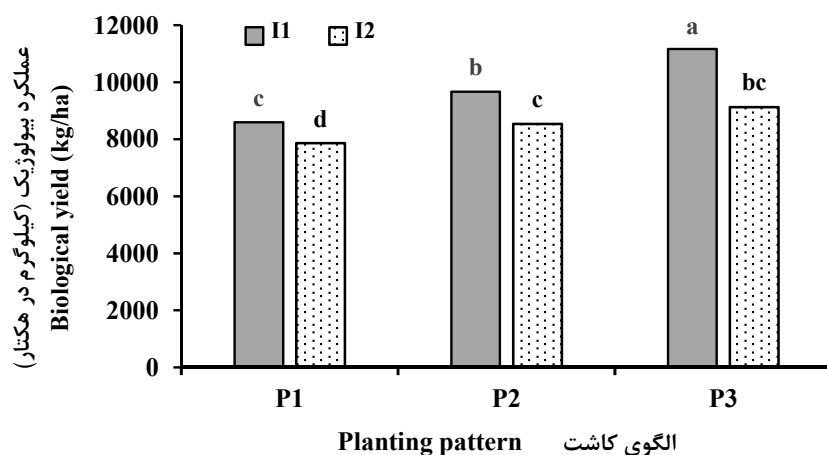 عملکرد بیولوژیک (کیلوگرم در هکتار)
Biological yield (kg/ha)
12000
10000
8000
6000
4000
2000
0
I1 I2
c d b c a bc
P1 P2 P3
Planting pattern الگوی کاشت